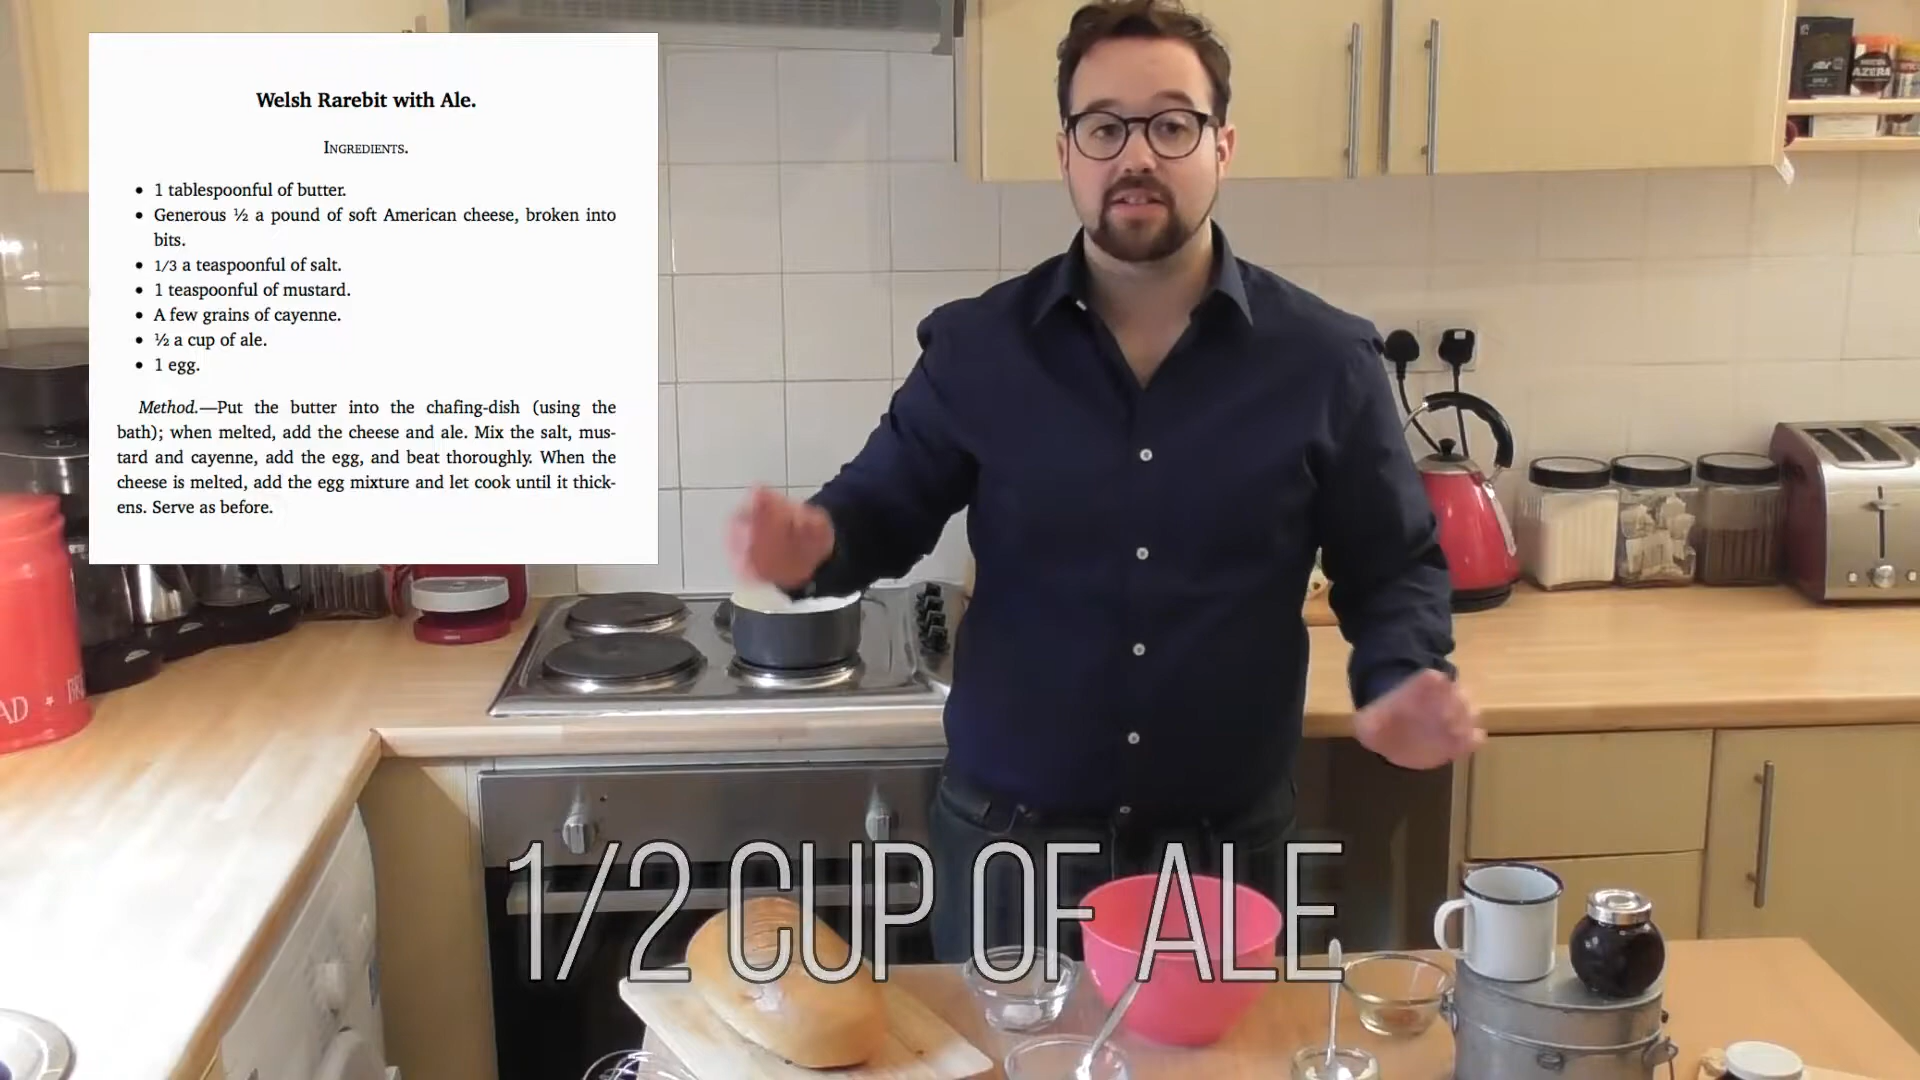 Welsh Rarebit with Ale.
Ingredients.
• 1 tablespoonful of butter.
• Generous ½ a pound of soft American cheese, broken into
bits.
• 1/3 a teaspoonful of salt.
• 1 teaspoonful of mustard.
• A few grains of cayenne.
• ½ a cup of ale.
• 1 egg.
Method.—Put the butter into the chafing-dish (using the
bath); when melted, add the cheese and ale. Mix the salt, mus-
tard and cayenne, add the egg, and beat thoroughly. When the
cheese is melted, add the egg mixture and let cook until it thick-
ens. Serve as before.
AZERA
AD
1/2 CUP OF ALE